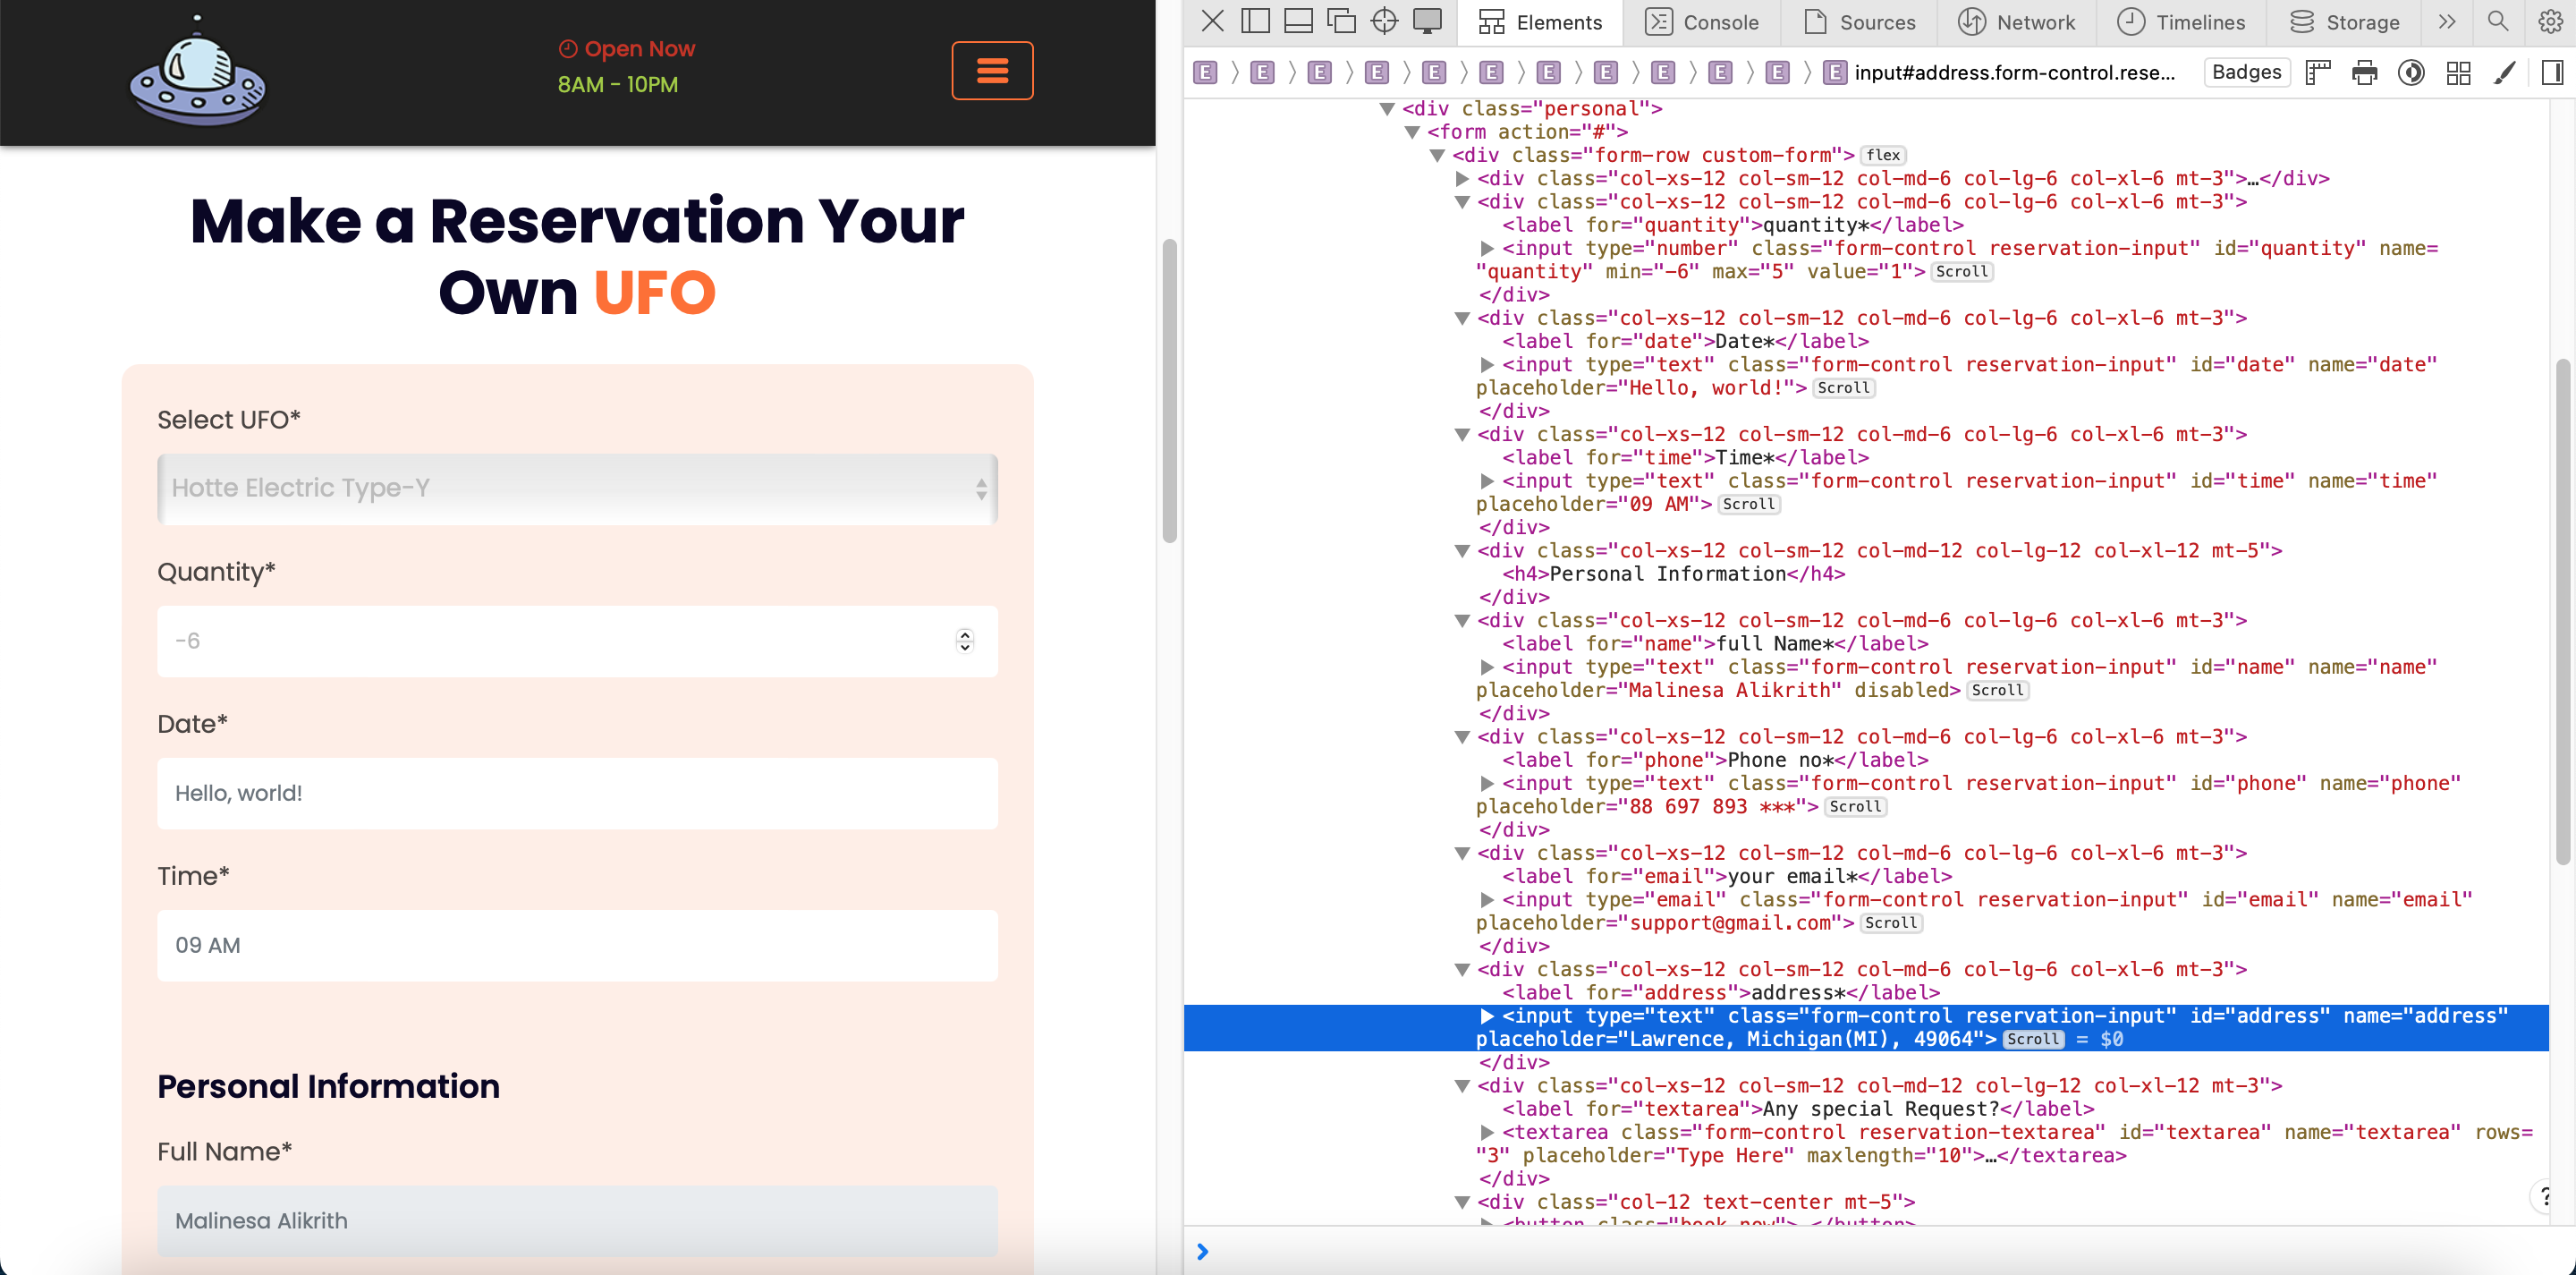 Open Now
8AM - 10PM
Make a Reservation Your
Own UFO
Select UFO*
Hotte Electric Type-Y
Quantity*
-6
Date*
Hello, world!
Time*
09 AM
Personal Information
Full Name*
Malinesa Alikrith
Elements
Console
Sources
Network
Timelines
Storage
E 〉 E 〉 E 〉 E 〉 E 〉 E 〉 E 〉 E 〉 E 〉 E 〉 E 〉 E input#address.form-control.rese...
Badges
<div class="personal">
<form action="#">
<div class="form-row custom-form"> flex
<div class="col-xs-12 col-sm-12 col-md-6 col-lg-6 col-xl-6 mt-3">…</div>
<div class="col-xs-12 col-sm-12 col-md-6 col-lg-6 col-xl-6 mt-3">
<label for="quantity">quantity*</label>
<input type="number" class="form-control reservation-input" id="quantity" name=
"quantity" min="-6" max="5" value="1"> Scroll
</div>
<div class="col-xs-12 col-sm-12 col-md-6 col-lg-6 col-xl-6 mt-3">
<label for="date">Date*</label>
<input type="text" class="form-control reservation-input" id="date" name="date"
placeholder="Hello, world!"> Scroll
</div>
<div class="col-xs-12 col-sm-12 col-md-6 col-lg-6 col-xl-6 mt-3">
<label for="time">Time*</label>
<input type="text" class="form-control reservation-input" id="time" name="time"
placeholder="09 AM"> Scroll
</div>
<div class="col-xs-12 col-sm-12 col-md-12 col-lg-12 col-xl-12 mt-5">
<h4>Personal Information</h4>
</div>
<div class="col-xs-12 col-sm-12 col-md-6 col-lg-6 col-xl-6 mt-3">
<label for="name">full Name*</label>
<input type="text" class="form-control reservation-input" id="name" name="name"
placeholder="Malinesa Alikrith" disabled> Scroll
</div>
<div class="col-xs-12 col-sm-12 col-md-6 col-lg-6 col-xl-6 mt-3">
<label for="phone">Phone no*</label>
<input type="text" class="form-control reservation-input" id="phone" name="phone"
placeholder="88 697 893 ***"> Scroll
</div>
<div class="col-xs-12 col-sm-12 col-md-6 col-lg-6 col-xl-6 mt-3">
<label for="email">your email*</label>
<input type="email" class="form-control reservation-input" id="email" name="email"
placeholder="support@gmail.com"> Scroll
</div>
<div class="col-xs-12 col-sm-12 col-md-6 col-lg-6 col-xl-6 mt-3">
<label for="address">address*</label>
<input type="text" class="form-control reservation-input" id="address" name="address"
placeholder="Lawrence, Michigan(MI), 49064"> Scroll = $0
</div>
<div class="col-xs-12 col-sm-12 col-md-12 col-lg-12 col-xl-12 mt-3">
<label for="textarea">Any special Request?</label>
<textarea class="form-control reservation-textarea" id="textarea" name="textarea" rows=
"3" placeholder="Type Here" maxlength="10">…</textarea>
</div>
<div class="col-12 text-center mt-5">
<button class="book-now">…</button>
?